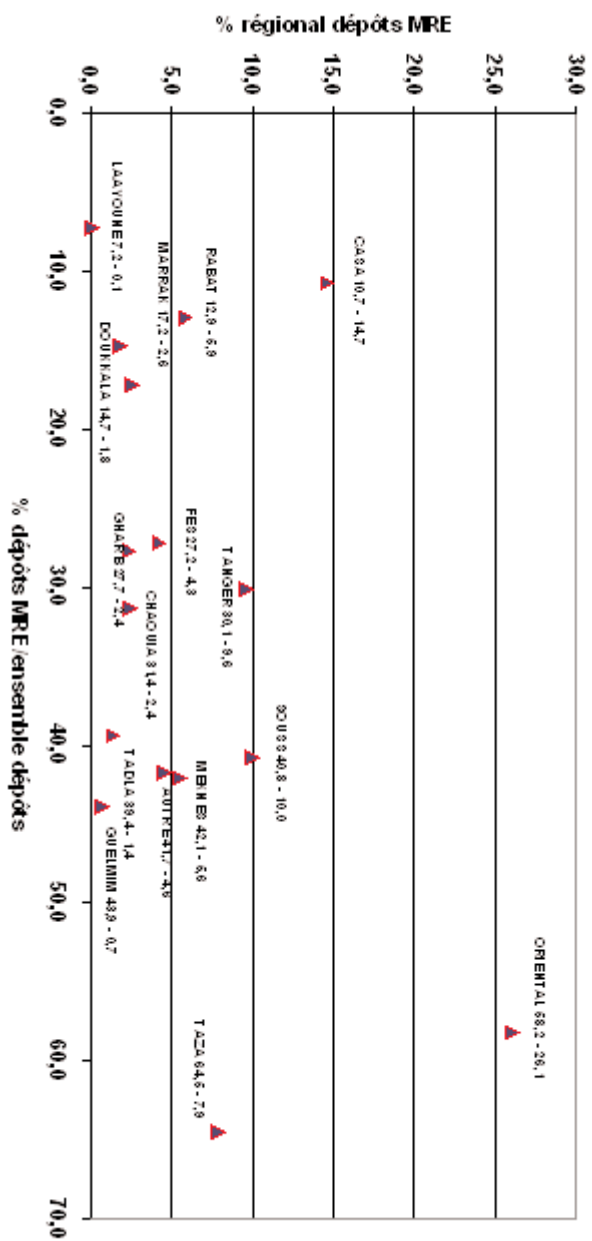 % régional dépôts MRE
30,0
25,0
20,0
15,0
10,0
5,0
0,0
0,0
10,0
20,0
30,0
40,0
50,0
60,0
70,0
% dépôts MRE/ensemble dépôts
LAAYOUNE 7,2 - 0,1
CASA 10,7 - 14,7
RABAT 12,9 - 5,9
MARRAK 17,2 - 2,6
DOUKKALA 14,7 - 1,8
FES 27,2 - 4,3
GHARB 27,7 - 2,4
TANGER 30,1 - 9,6
CHAOUIA 31,4 - 2,4
SOUSS 40,8 - 10,0
MEKNES 42,1 - 5,6
AUTRE 41,7 - 4,6
TADLA 39,4 - 1,4
GUELMIM 43,9 - 0,7
ORIENTAL 58,2 - 26,1
TAZA 64,6 - 7,9